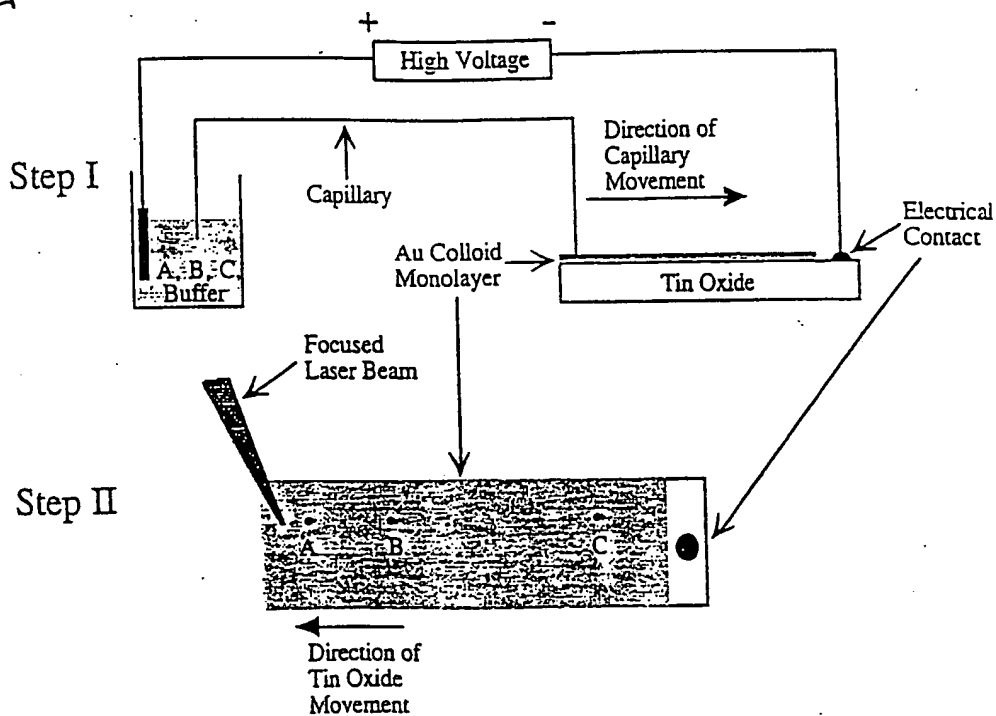 + -
High Voltage
Step I
Direction of
Capillary
Movement
Capillary
Electrical
Contact
A, B, C,
Buffer
Au Colloid
Monolayer
Tin Oxide
Focused
Laser Beam
Step II
A B C
Direction of
Tin Oxide
Movement